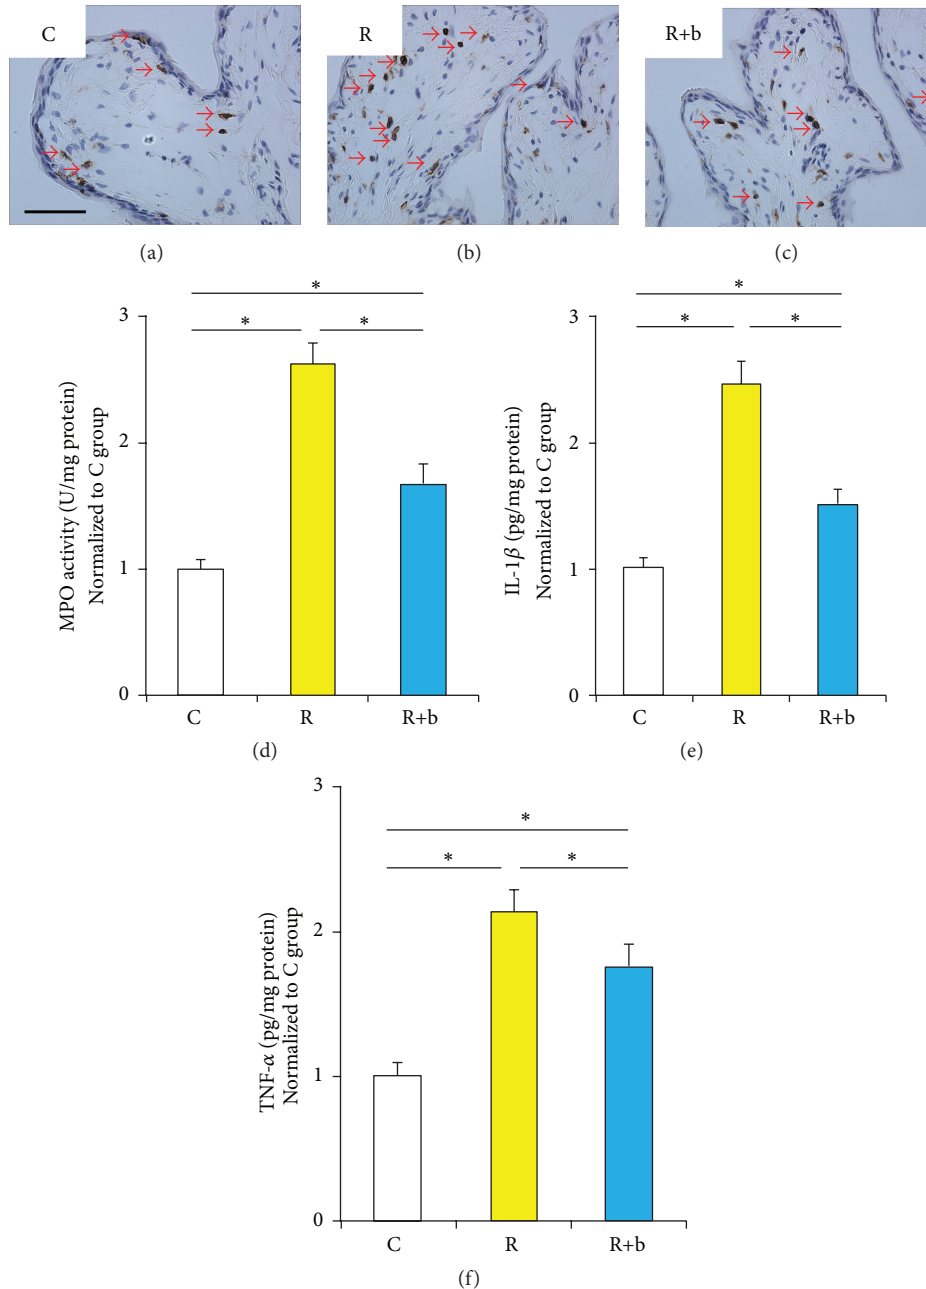 C
R
R+b
(a)
(b)
(c)
*
*
*
3
2
1
0
MPO activity (U/mg protein)
Normalized to C group
C
R
R+b
(d)
*
*
*
3
2
1
0
IL-1β (pg/mg protein)
Normalized to C group
C
R
R+b
(e)
*
*
*
3
2
1
0
TNF-α (pg/mg protein)
Normalized to C group
C
R
R+b
(f)